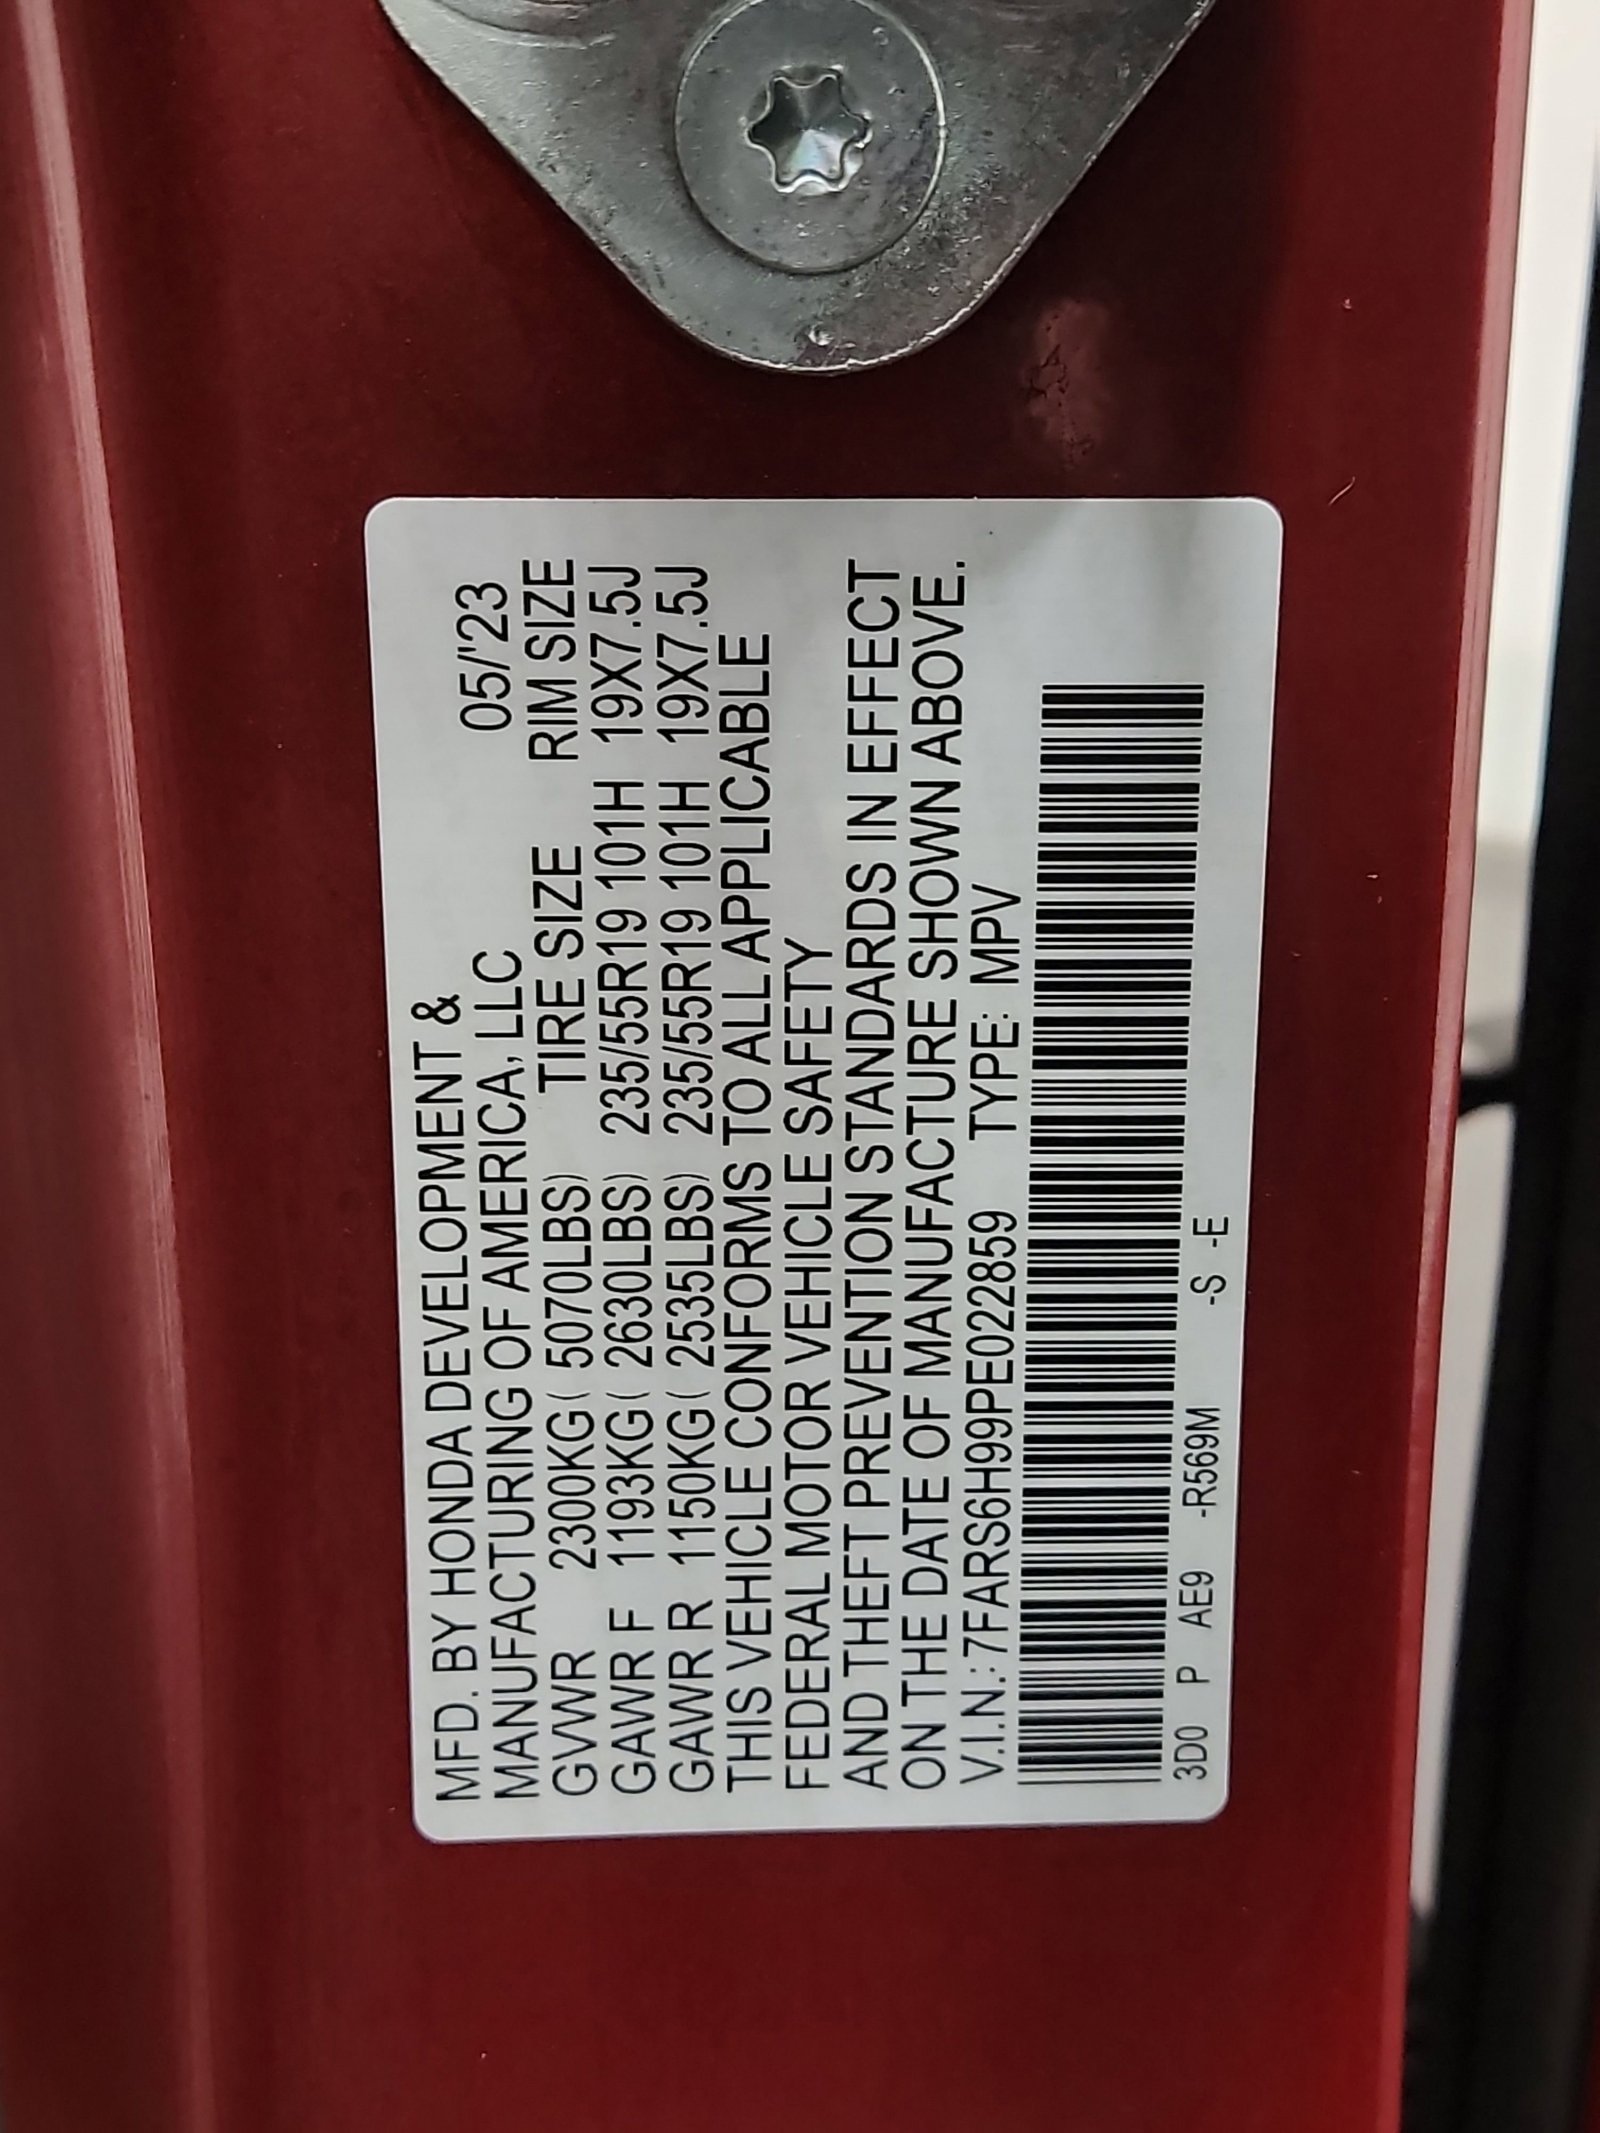 MFD. BY HONDA DEVELOPMENT &
MANUFACTURING OF AMERICA, LLC 05/'23
GVWR 2300KG( 5070LBS) TIRE SIZE RIM SIZE
GAWR F 1193KG( 2630LBS) 235/55R19 101H 19X7.5J
GAWR R 1150KG( 2535LBS) 235/55R19 101H 19X7.5J
THIS VEHICLE CONFORMS TO ALL APPLICABLE
FEDERAL MOTOR VEHICLE SAFETY
AND THEFT PREVENTION STANDARDS IN EFFECT
ON THE DATE OF MANUFACTURE SHOWN ABOVE.
V.I.N.: 7FARS6H99PE022859 TYPE: MPV
3D0 P AE9 -R569M -S -E